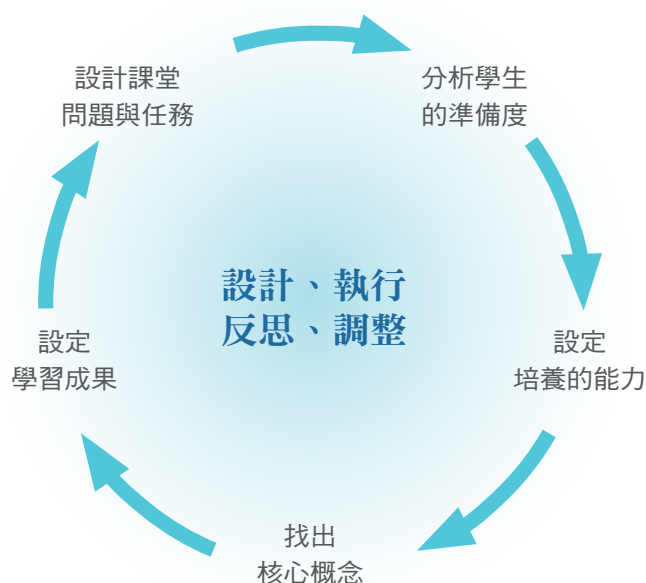 設計課堂
問題與任務
分析學生
的準備度
設計、執行
反思、調整
設定
學習成果
設定
培養的能力
找出
核心概念